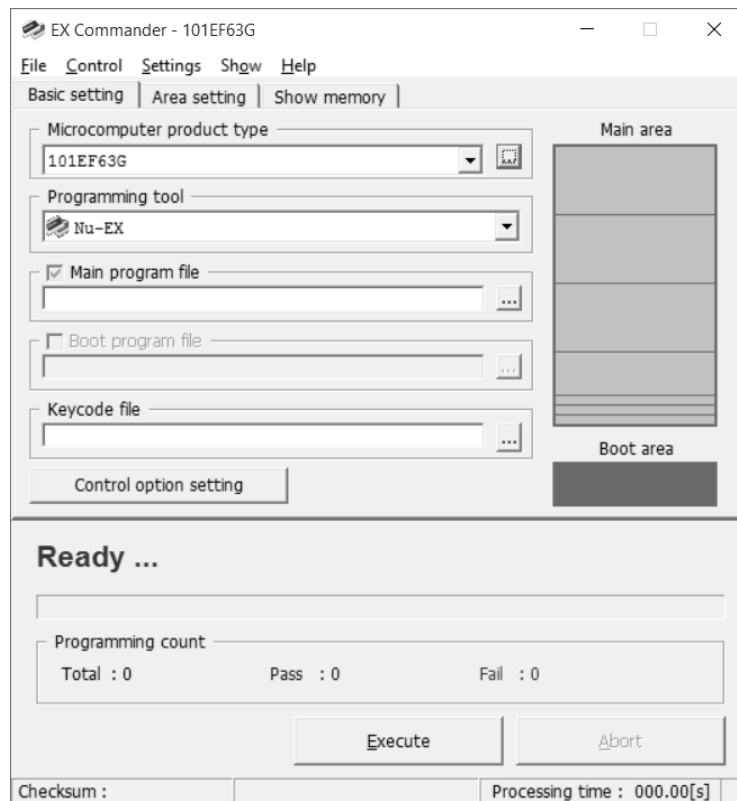 EX Commander - 101EF63G
File Control Settings Show Help
Basic setting Area setting Show memory
Microcomputer product type
Main area
101EF63G
Programming tool
Nu-EX
Main program file
...
Boot program file
...
Keycode file
...
Boot area
Control option setting
Ready ...
Programming count
Total : 0 Pass : 0 Fail : 0
Execute Abort
Checksum : Processing time : 000.00[s]